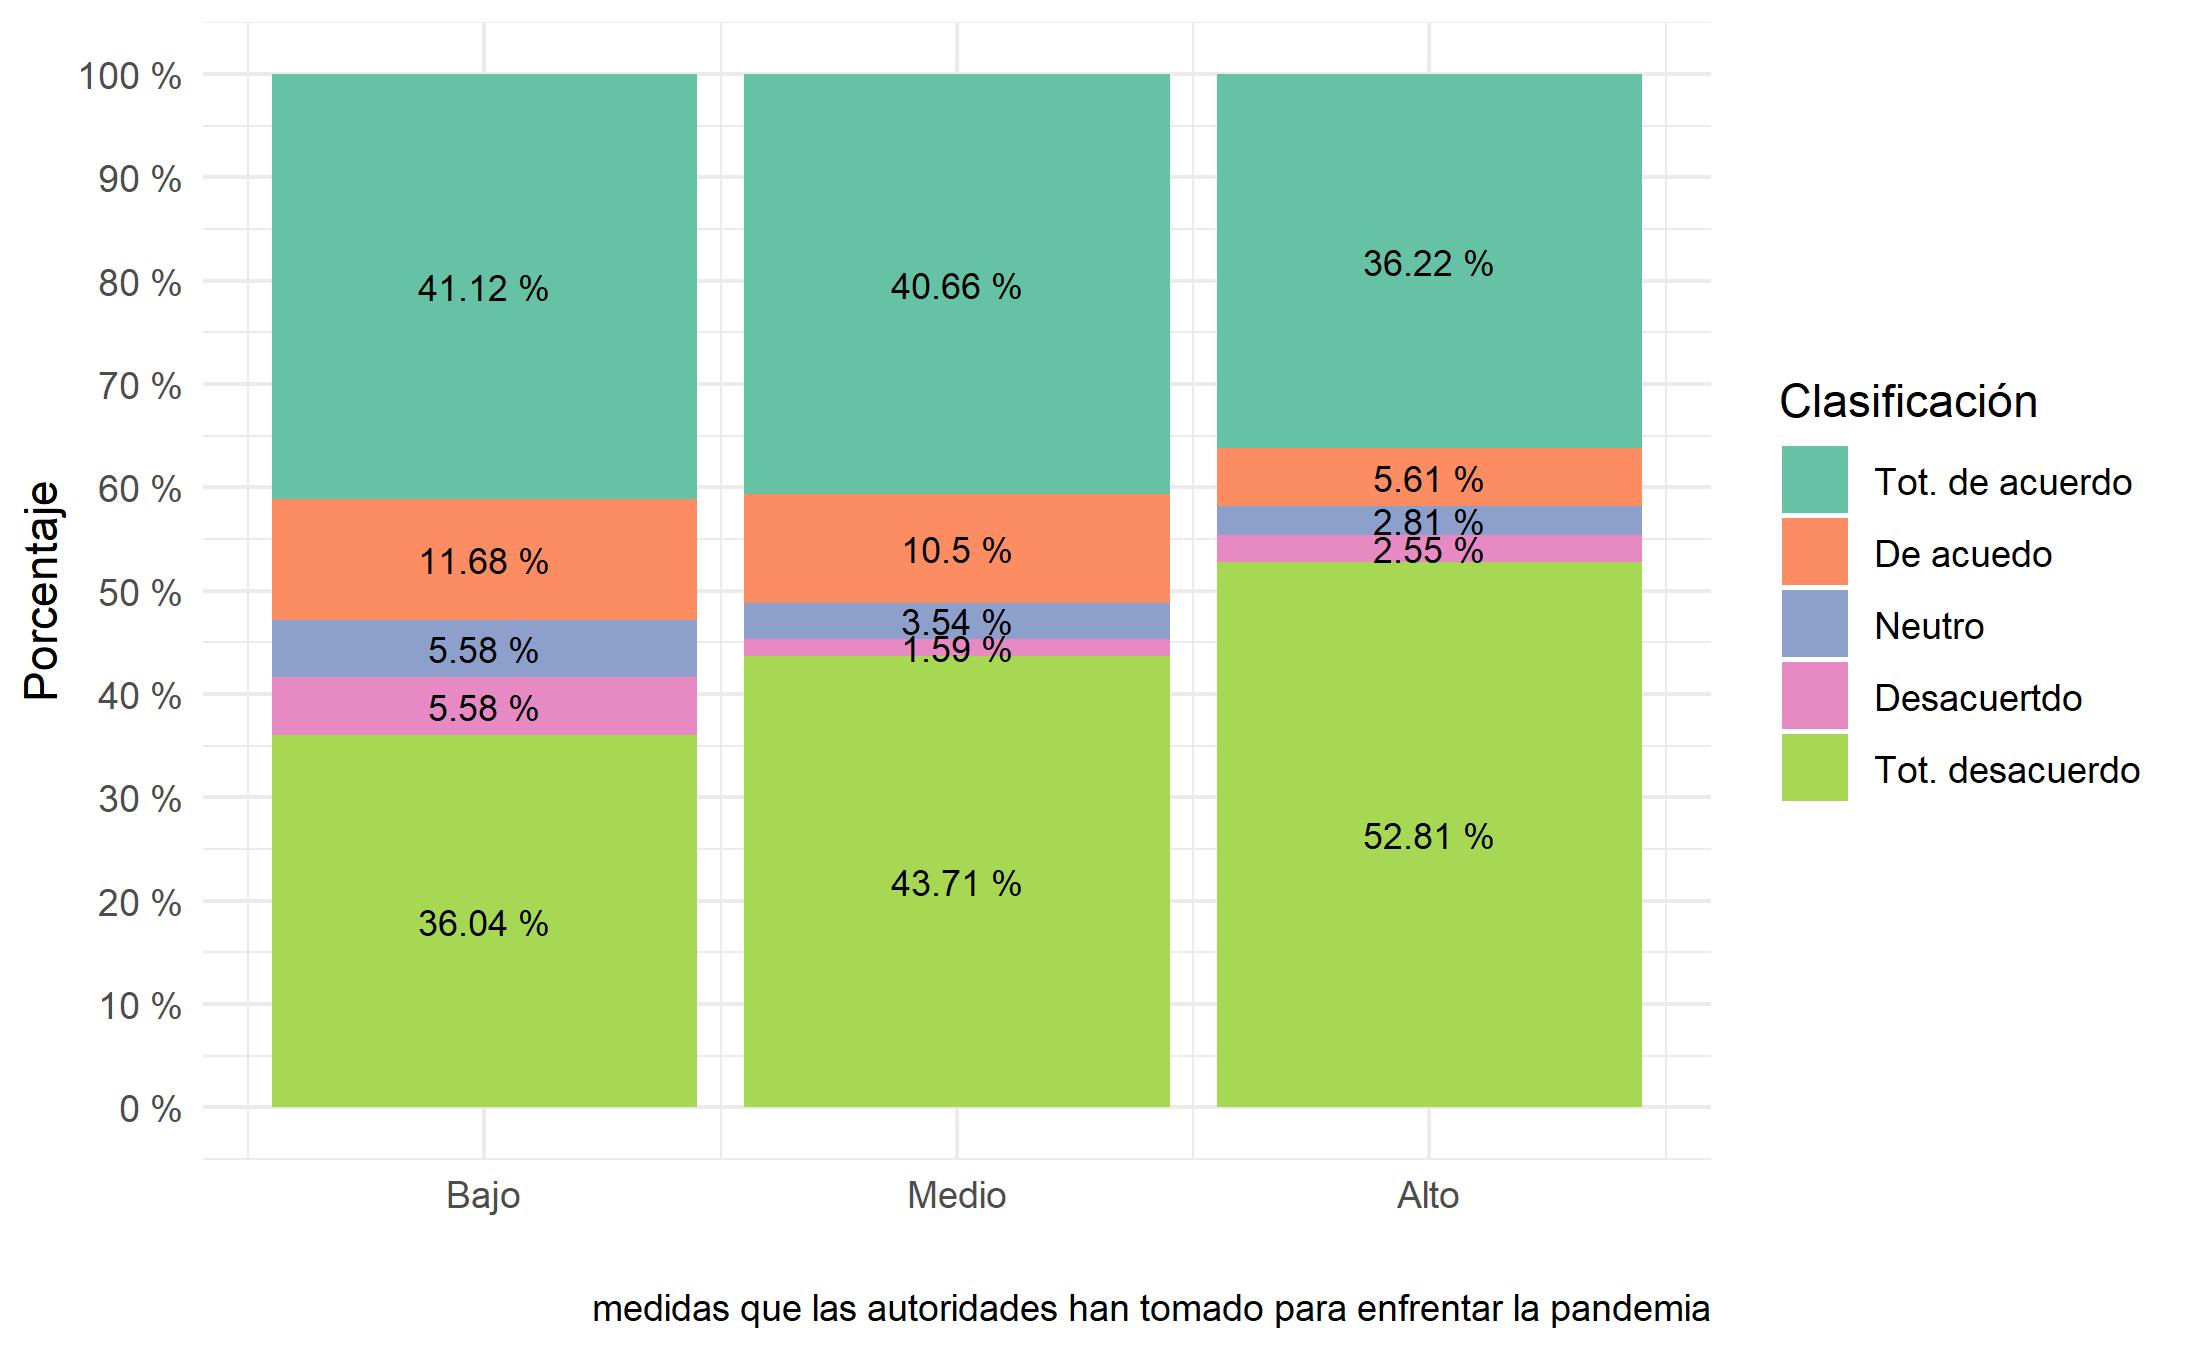 Porcentaje
100 %
90 %
80 %
70 %
60 %
50 %
40 %
30 %
20 %
10 %
0 %
41.12 %
11.68 %
5.58 %
5.58 %
36.04 %
40.66 %
10.5 %
3.54 %
1.59 %
43.71 %
36.22 %
5.61 %
2.81 %
2.55 %
52.81 %
Bajo
Medio
Alto
Clasificación
Tot. de acuerdo
De acuedo
Neutro
Desacuertdo
Tot. desacuerdo
medidas que las autoridades han tomado para enfrentar la pandemia